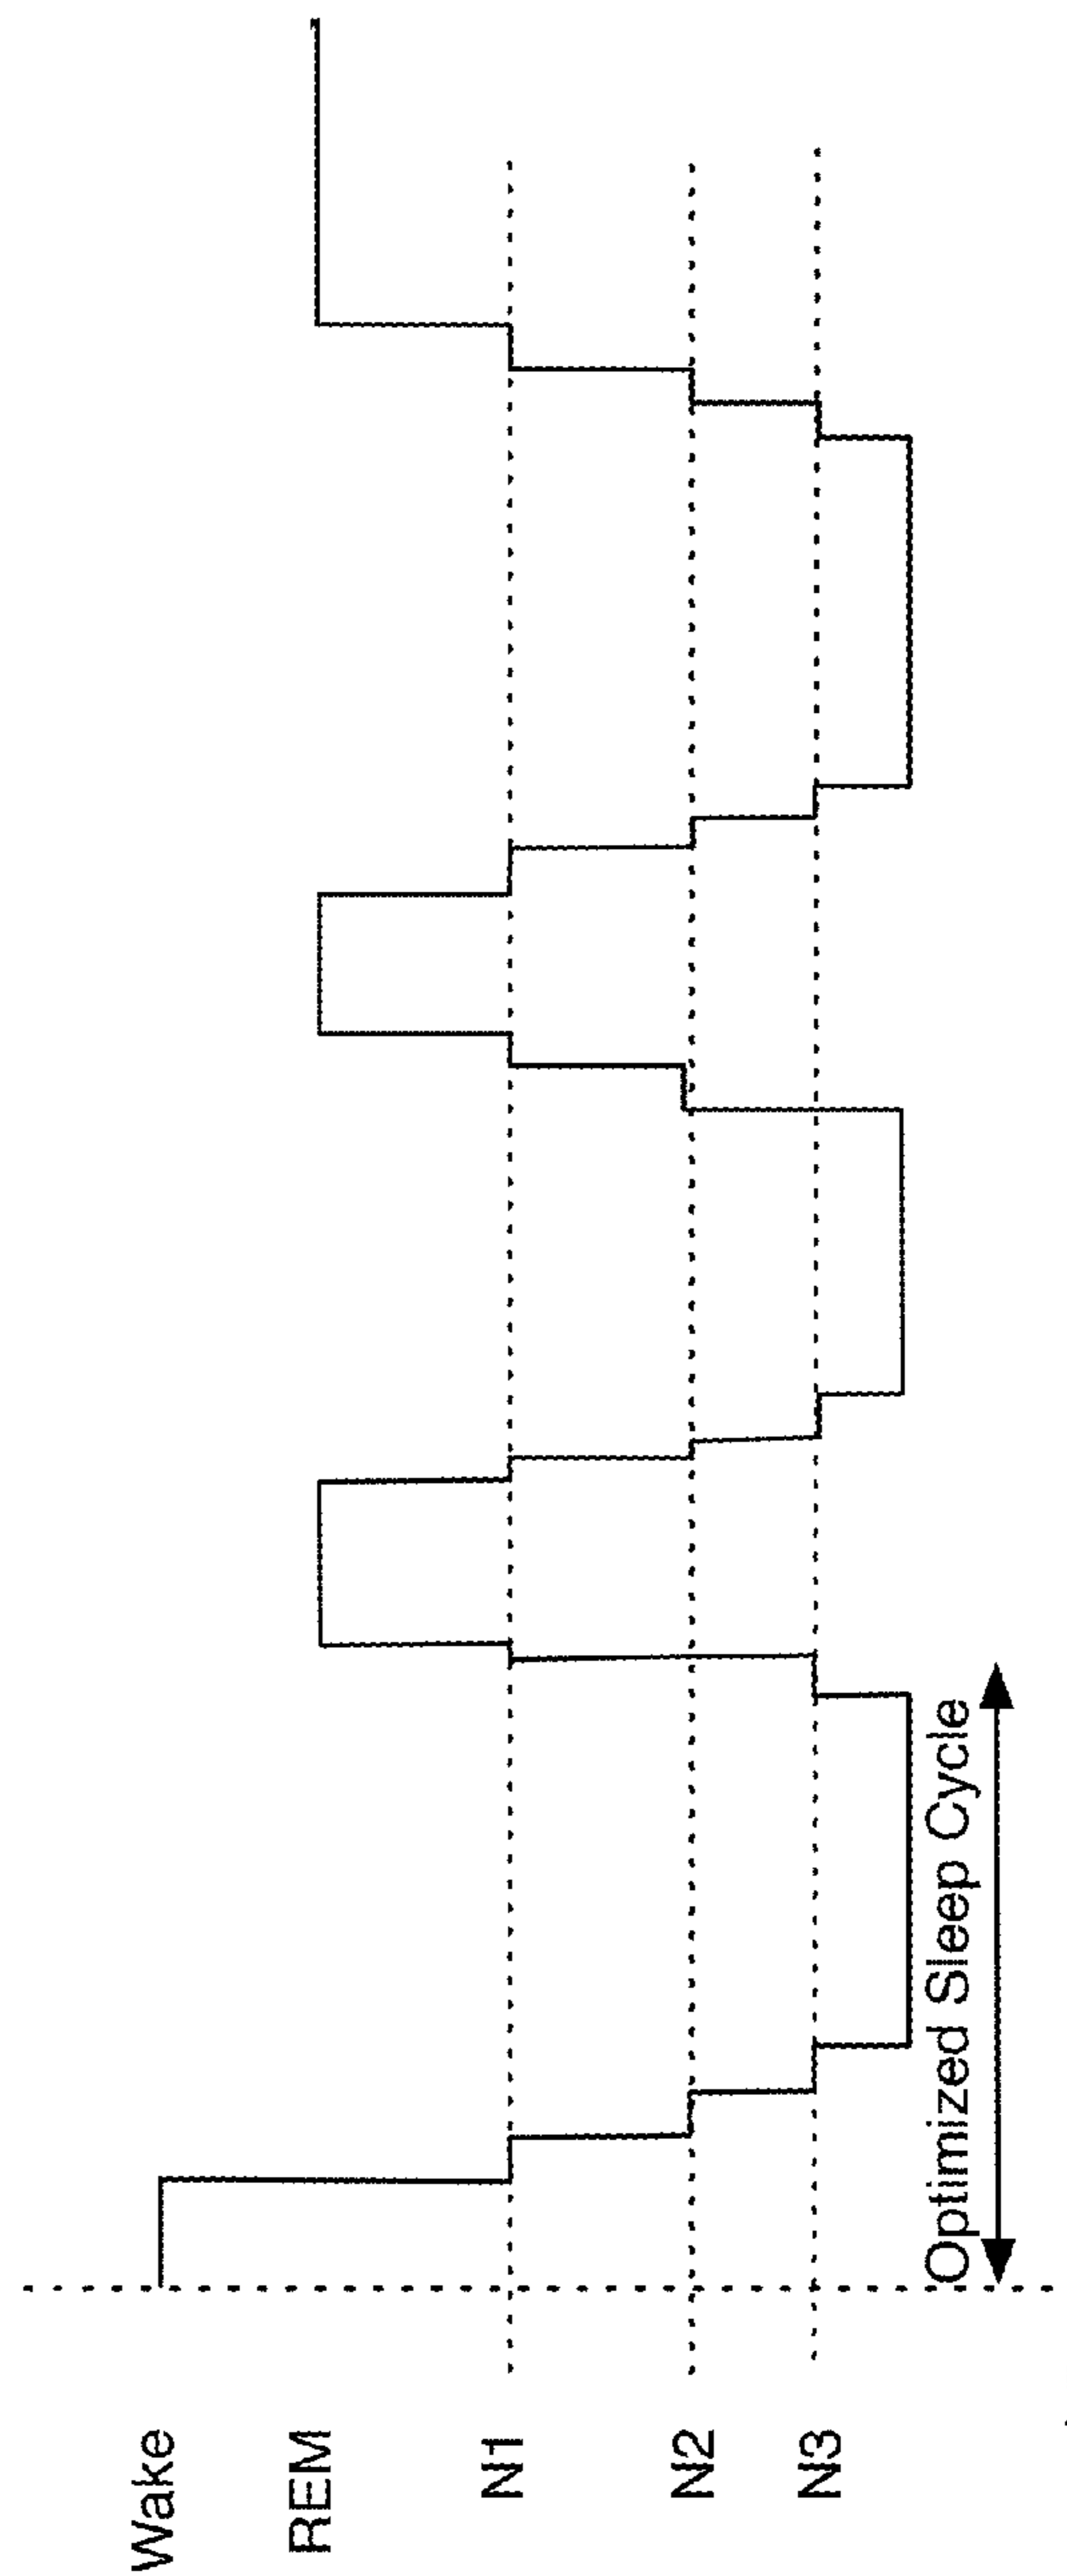 Wake
REM
N1
N2
N3
Optimized Sleep Cycle